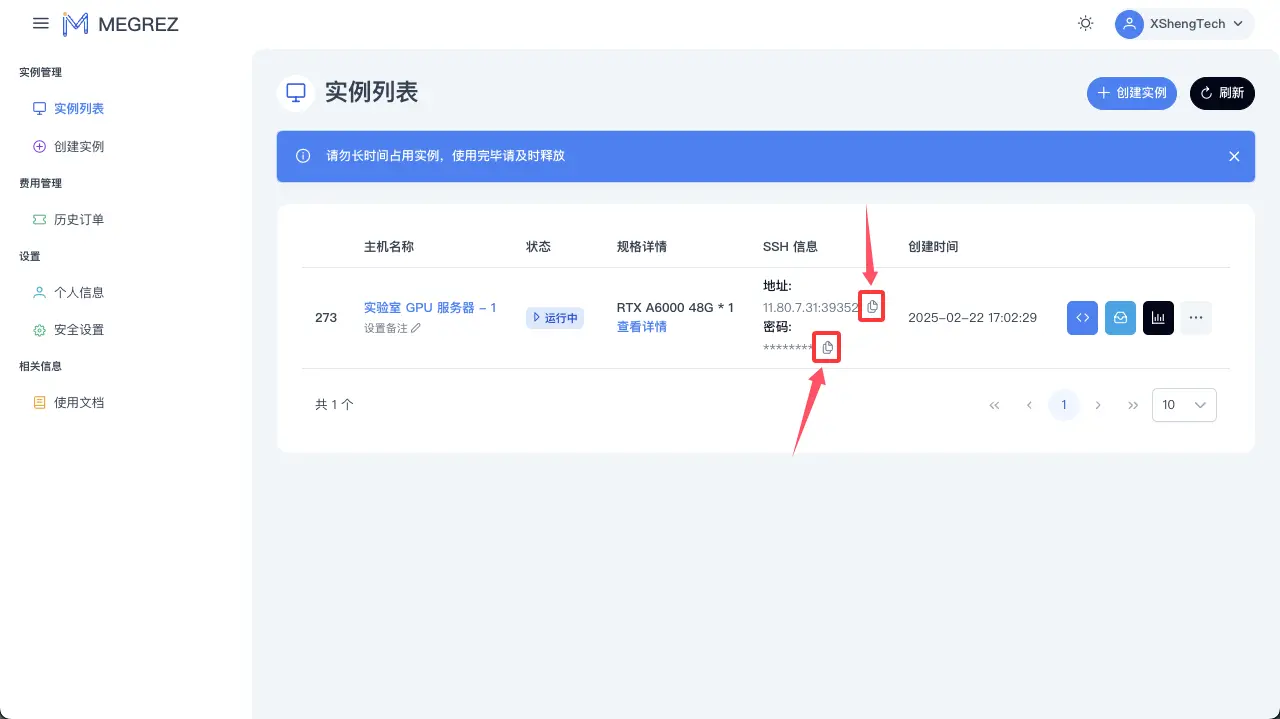 MEGREZ
XShengTech
实例管理
实例列表
创建实例
费用管理
历史订单
设置
个人信息
安全设置
相关信息
使用文档
实例列表
创建实例
刷新
请勿长时间占用实例，使用完毕请及时释放
主机名称 状态 规格详情 SSH 信息 创建时间
273
实验室 GPU 服务器 - 1
设置备注
运行中
RTX A6000 48G * 1
查看详情
地址:
11.80.7.31:39352
密码:
********
2025-02-22 17:02:29
共 1 个
1
10